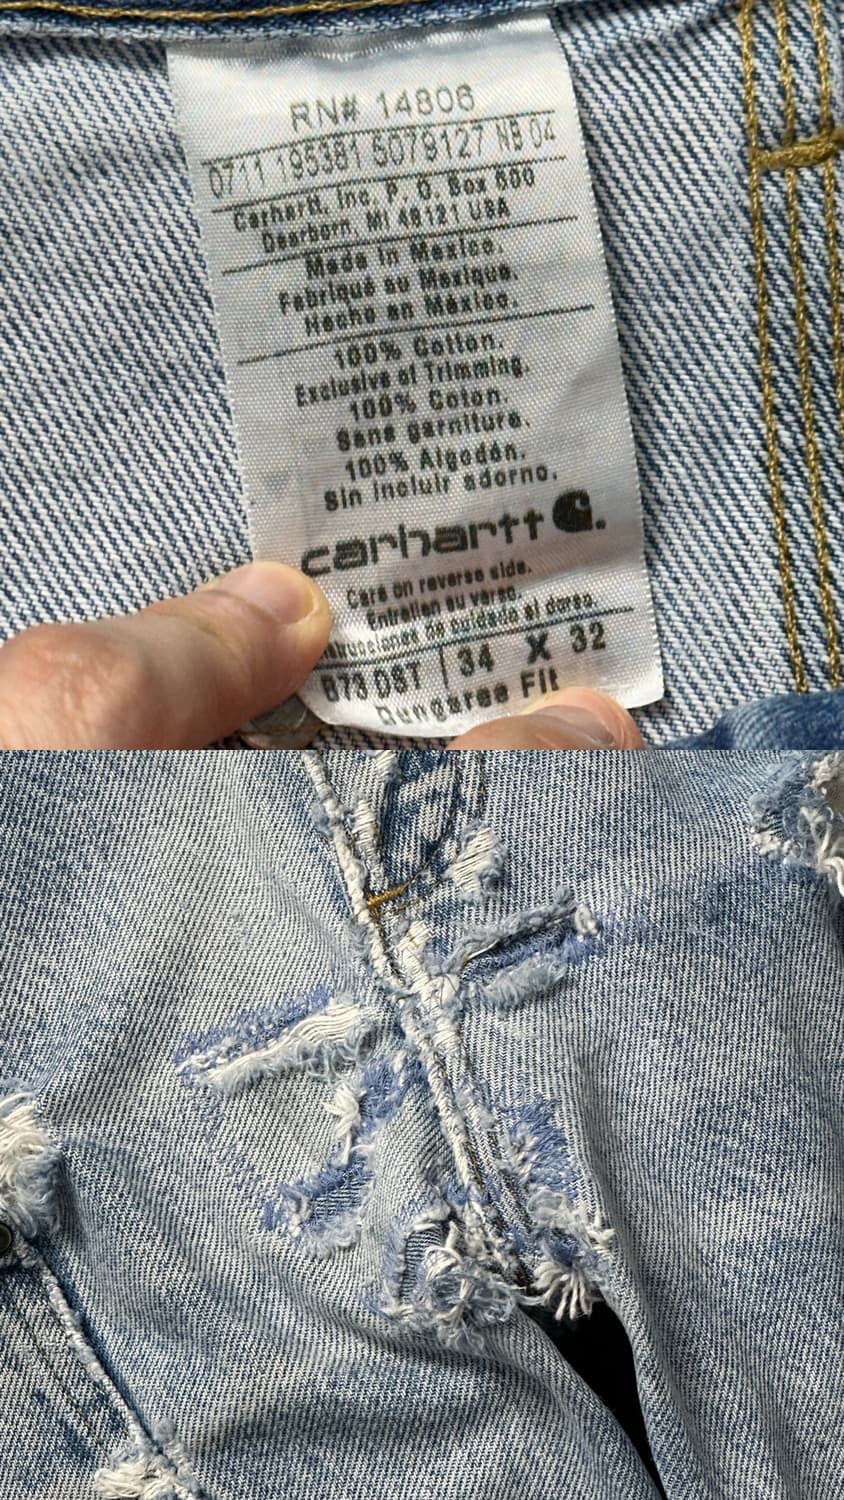 RN# 14806
0711 195381 5079127 NB 04
Carhartt, Inc. P. O. Box 600
Dearborn, MI 48121 USA
Made in Mexico.
Fabriqué au Mexique.
Hecho en México.
100% Cotton.
Exclusive of Trimming.
100% Coton.
Sans garniture.
100% Algodón.
Sin incluir adorno.
carhartt
Care on reverse side.
Entretien au verso.
de cuidado al dorso.
B73 DST 34 X 32
Dungaree Fit